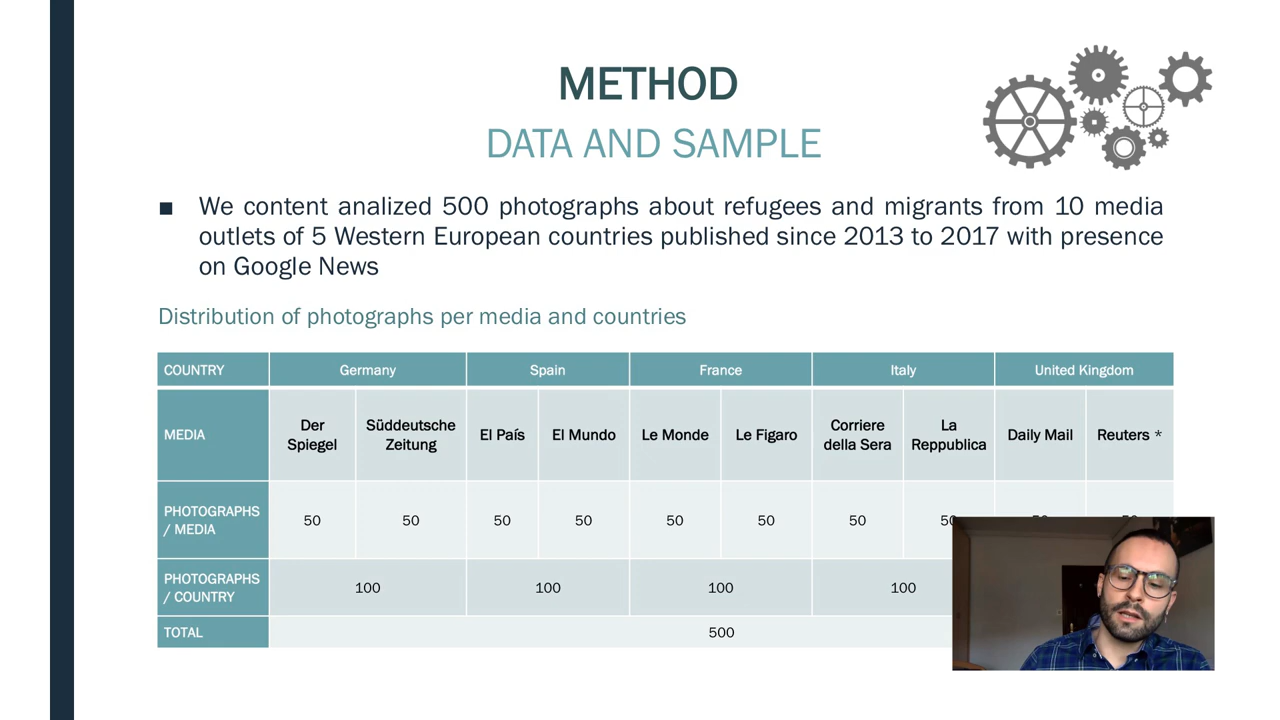 METHOD
DATA AND SAMPLE
■ We content analized 500 photographs about refugees and migrants from 10 media
outlets of 5 Western European countries published since 2013 to 2017 with presence
on Google News
Distribution of photographs per media and countries
COUNTRY Germany Spain France Italy United Kingdom
MEDIA Der Spiegel Süddeutsche Zeitung El País El Mundo Le Monde Le Figaro Corriere della Sera La Reppublica Daily Mail Reuters *
PHOTOGRAPHS / MEDIA 50 50 50 50 50 50 50 50
PHOTOGRAPHS / COUNTRY 100 100 100 100
TOTAL 500